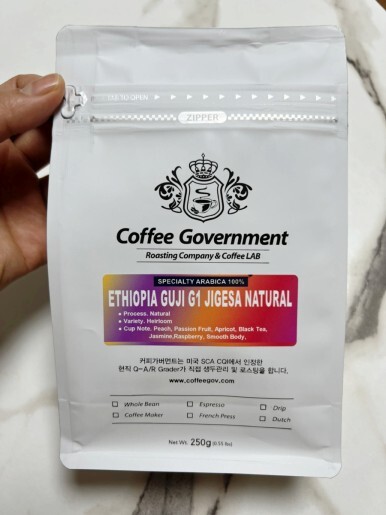 ZIPPER
Coffee Government
Roasting Company & Coffee LAB
SPECIALTY ARABICA 100%
ETHIOPIA GUJI G1 JIGESA NATURAL
● Process. Natural
● Variety. Heirloom
● Cup Note. Peach, Passion Fruit, Apricot, Black Tea,
Jasmine,Raspberry, Smooth Body,
커피가버먼트는 미국 SCA CQI에서 인정한
현직 Q-A/R Grader가 직접 생두관리 및 로스팅을 합니다.
www.coffeegov.com
□ Whole Bean □ Espresso □ Drip
□ Coffee Maker □ French Press □ Dutch
Net Wt. 250g (0.55 lbs)